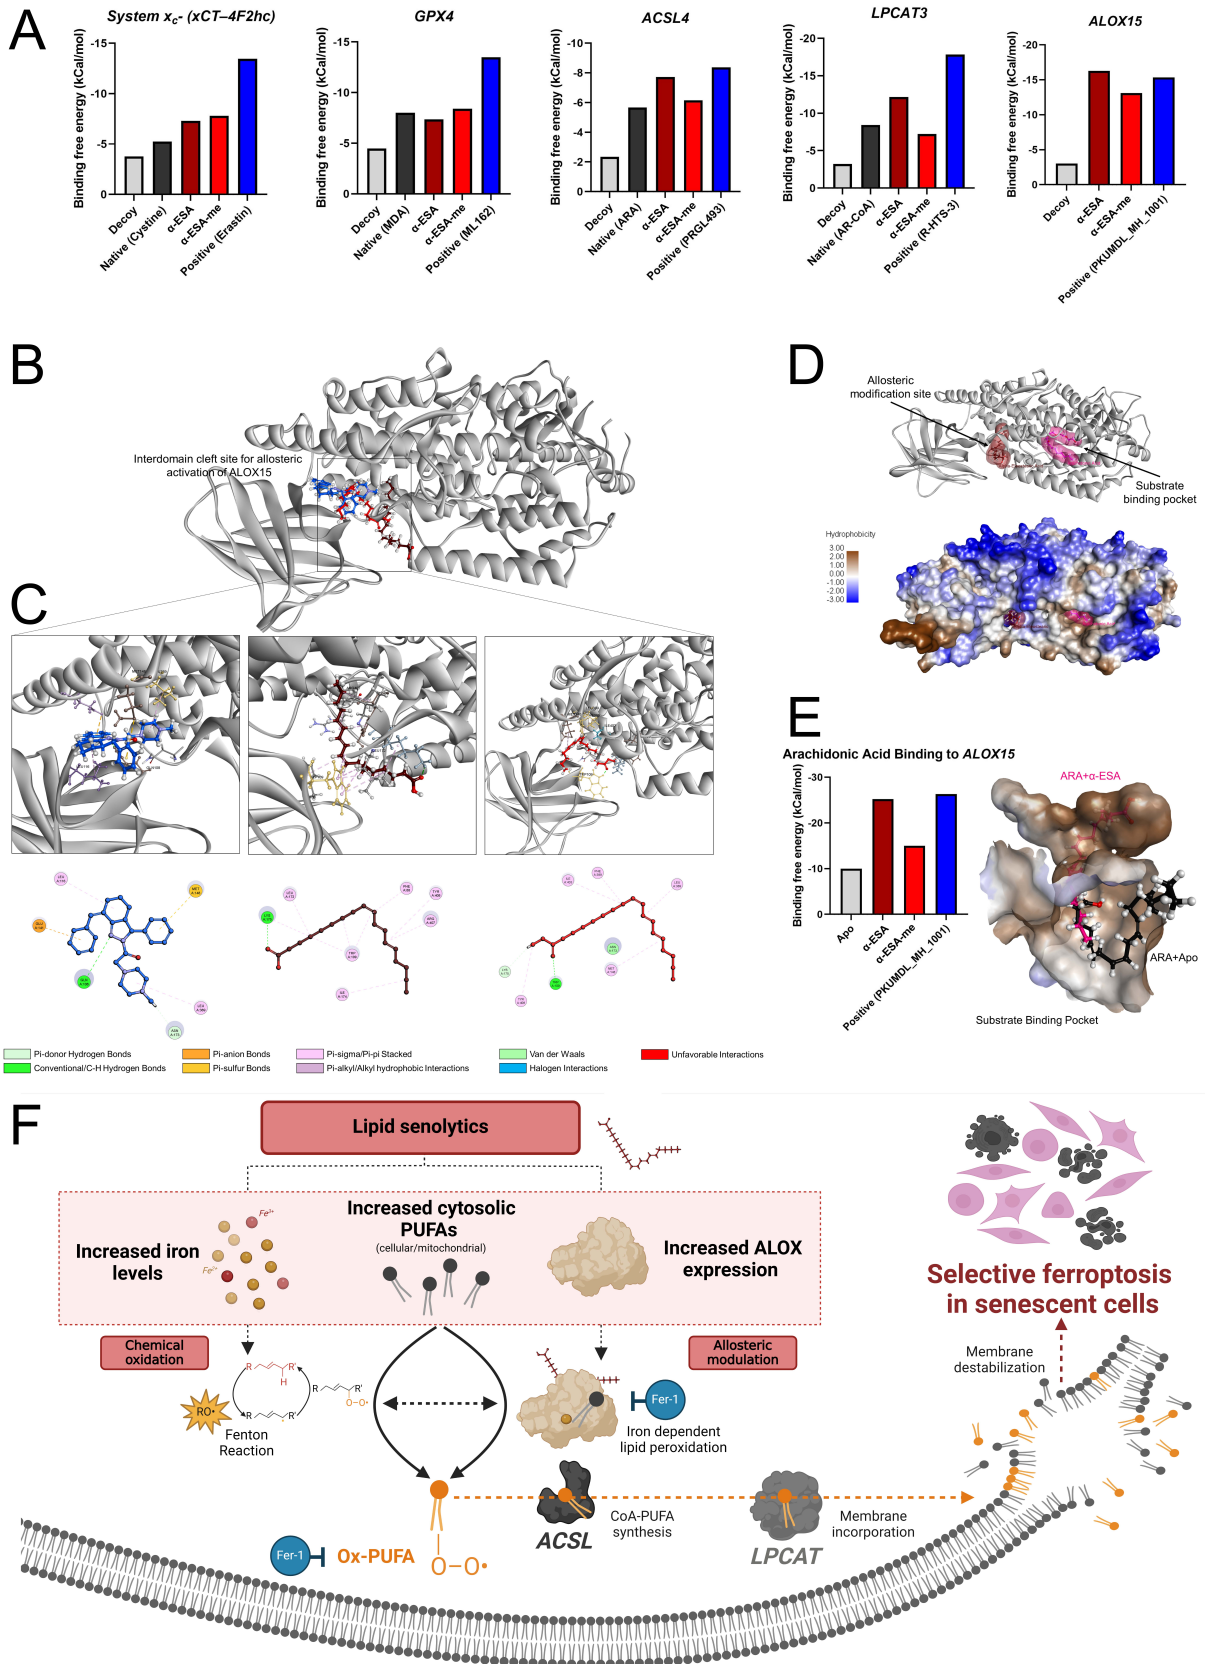 A
System xc- (xCT–4F2hc)
Binding free energy (kCal/mol)
-15
-10
-5
0
Decoy
Native (Cystine)
α-ESA
α-ESA-me
Positive (Erastin)
GPX4
Binding free energy (kCal/mol)
-15
-10
-5
0
Decoy
Native (MDA)
α-ESA
α-ESA-me
Positive (ML162)
ACSL4
Binding free energy (kCal/mol)
-10
-8
-6
-4
-2
0
Decoy
Native (ARA)
α-ESA
α-ESA-me
Positive (PRGL493)
LPCAT3
Binding free energy (kCal/mol)
-20
-15
-10
-5
0
Decoy
Native (AR-CoA)
α-ESA
α-ESA-me
Positive (R-HTS-3)
ALOX15
Binding free energy (kCal/mol)
-20
-15
-10
-5
0
Decoy
α-ESA
α-ESA-me
Positive (PKUMDL_MH_1001)
B
Interdomain cleft site for allosteric
activation of ALOX15
C
Pi-donor Hydrogen Bonds
Conventional/C-H Hydrogen Bonds
Pi-anion Bonds
Pi-sulfur Bonds
Pi-sigma/Pi-pi Stacked
Pi-alkyl/Alkyl hydrophobic Interactions
Van der Waals
Halogen Interactions
Unfavorable Interactions
D
Allosteric
modification site
Substrate
binding pocket
Hydrophobicity
3.00
2.00
1.00
0.00
-1.00
-2.00
-3.00
E
Arachidonic Acid Binding to ALOX15
Binding free energy (kCal/mol)
-30
-20
-10
0
Apo
α-ESA
α-ESA-me
Positive (PKUMDL_MH_1001)
ARA+α-ESA
ARA+Apo
Substrate Binding Pocket
F
Lipid senolytics
Increased iron
levels
Fe³⁺
Fe²⁺
Increased cytosolic
PUFAs
(cellular/mitochondrial)
Increased ALOX
expression
Chemical
oxidation
Allosteric
modulation
R
R'
H
RO•
R
R'
R
R'
O-O•
Fenton
Reaction
Fer-1
Iron dependent
lipid peroxidation
ACSL
CoA-PUFA
synthesis
LPCAT
Membrane
incorporation
Fer-1
Ox-PUFA
O-O•
Membrane
destabilization
Selective ferroptosis
in senescent cells